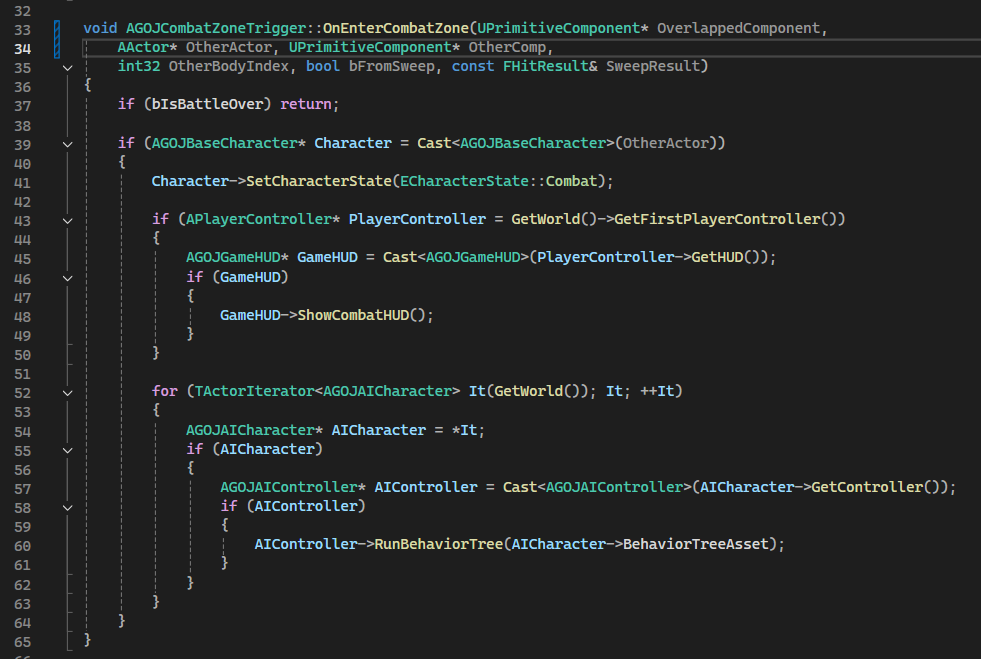 32
33 void AGOJCombatZoneTrigger::OnEnterCombatZone(UPrimitiveComponent* OverlappedComponent,
34     AActor* OtherActor, UPrimitiveComponent* OtherComp,
35     int32 OtherBodyIndex, bool bFromSweep, const FHitResult& SweepResult)
36 {
37     if (bIsBattleOver) return;
38
39     if (AGOJBaseCharacter* Character = Cast<AGOJBaseCharacter>(OtherActor))
40     {
41         Character->SetCharacterState(ECharacterState::Combat);
42
43         if (APlayerController* PlayerController = GetWorld()->GetFirstPlayerController())
44         {
45             AGOJGameHUD* GameHUD = Cast<AGOJGameHUD>(PlayerController->GetHUD());
46             if (GameHUD)
47             {
48                 GameHUD->ShowCombatHUD();
49             }
50         }
51
52         for (TActorIterator<AGOJAICharacter> It(GetWorld()); It; ++It)
53         {
54             AGOJAICharacter* AICharacter = *It;
55             if (AICharacter)
56             {
57                 AGOJAIController* AIController = Cast<AGOJAIController>(AICharacter->GetController());
58                 if (AIController)
59                 {
60                     AIController->RunBehaviorTree(AICharacter->BehaviorTreeAsset);
61                 }
62             }
63         }
64     }
65 }